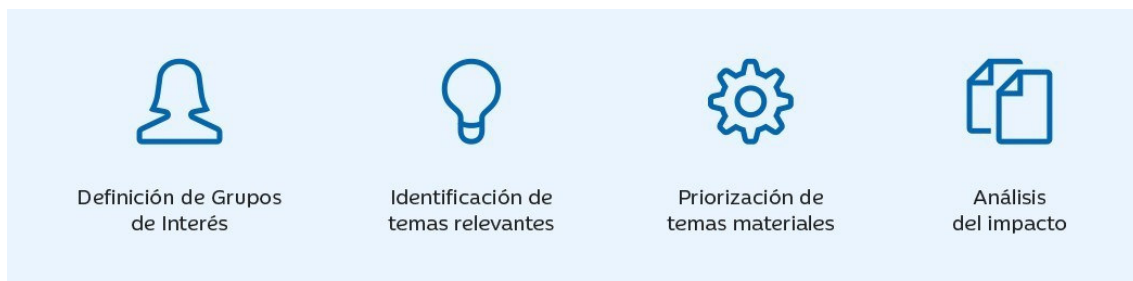 Definición de Grupos
de Interés
Identificación de
temas relevantes
Priorización de
temas materiales
Análisis
del impacto